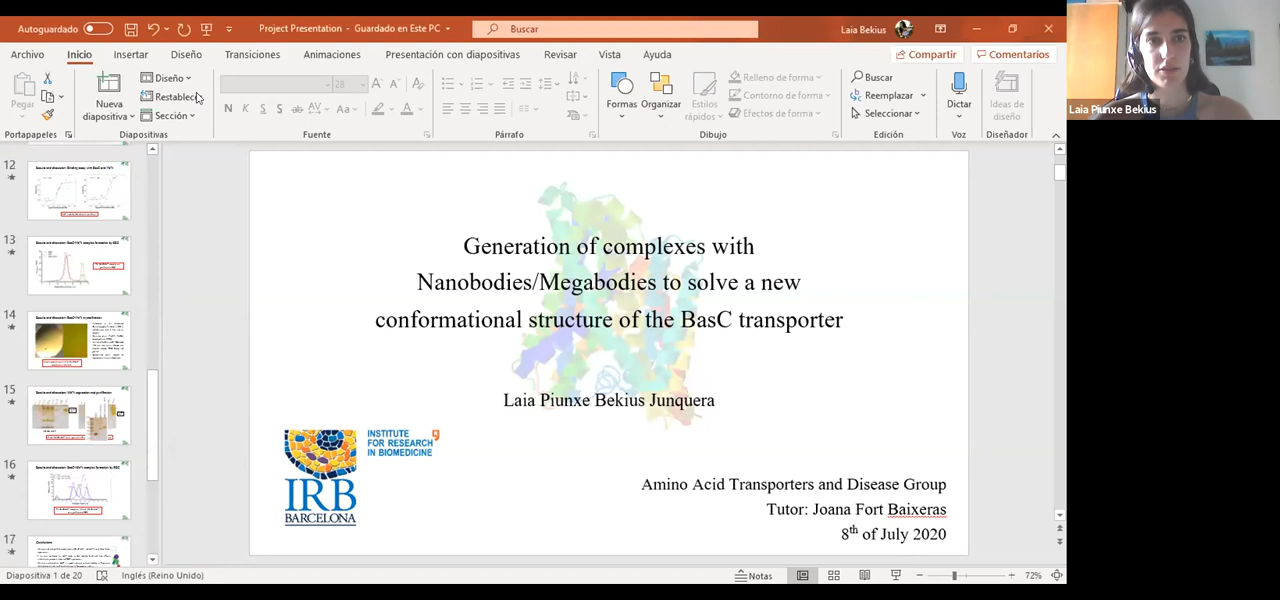 Autoguardado
Project Presentation - Guardado en Este PC
Buscar
Laia Bekius
Archivo Inicio Insertar Diseño Transiciones Animaciones Presentación con diapositivas Revisar Vista Ayuda
Compartir Comentarios
Pegar
Nueva
diapositiva
Diseño
Restablecer
Sección
28
N K S S ab AV Aa A
Relleno de forma
Contorno de forma
Efectos de forma
Formas Organizar Estilos
rápidos
Buscar
Reemplazar
Seleccionar
Dictar
Ideas de
diseño
Portapapeles Diapositivas Fuente Párrafo Dibujo Edición Voz Diseñador
Laia Piunxe Bekius
12
13
14
15
16
17
Generation of complexes with
Nanobodies/Megabodies to solve a new
conformational structure of the BasC transporter
Laia Piunxe Bekius Junquera
IRB
BARCELONA
INSTITUTE
FOR RESEARCH
IN BIOMEDICINE
Amino Acid Transporters and Disease Group
Tutor: Joana Fort Baixeras
8th of July 2020
Diapositiva 1 de 20
Inglés (Reino Unido)
Notas
72%